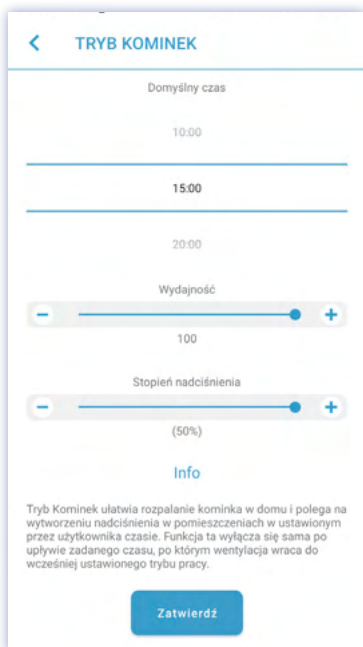 TRYB KOMINEK
Domyślny czas
10:00
15:00
20:00
Wydajność
100
Stopień nadciśnienia
(50%)
Info
Tryb Kominek ułatwia rozpalanie kominka w domu i polega na
wytworzeniu nadciśnienia w pomieszczeniach w ustawionym
przez użytkownika czasie. Funkcja ta wyłącza się sama po
upływie zadanego czasu, po którym wentylacja wraca do
wcześniej ustawionego trybu pracy.
Zatwierdź